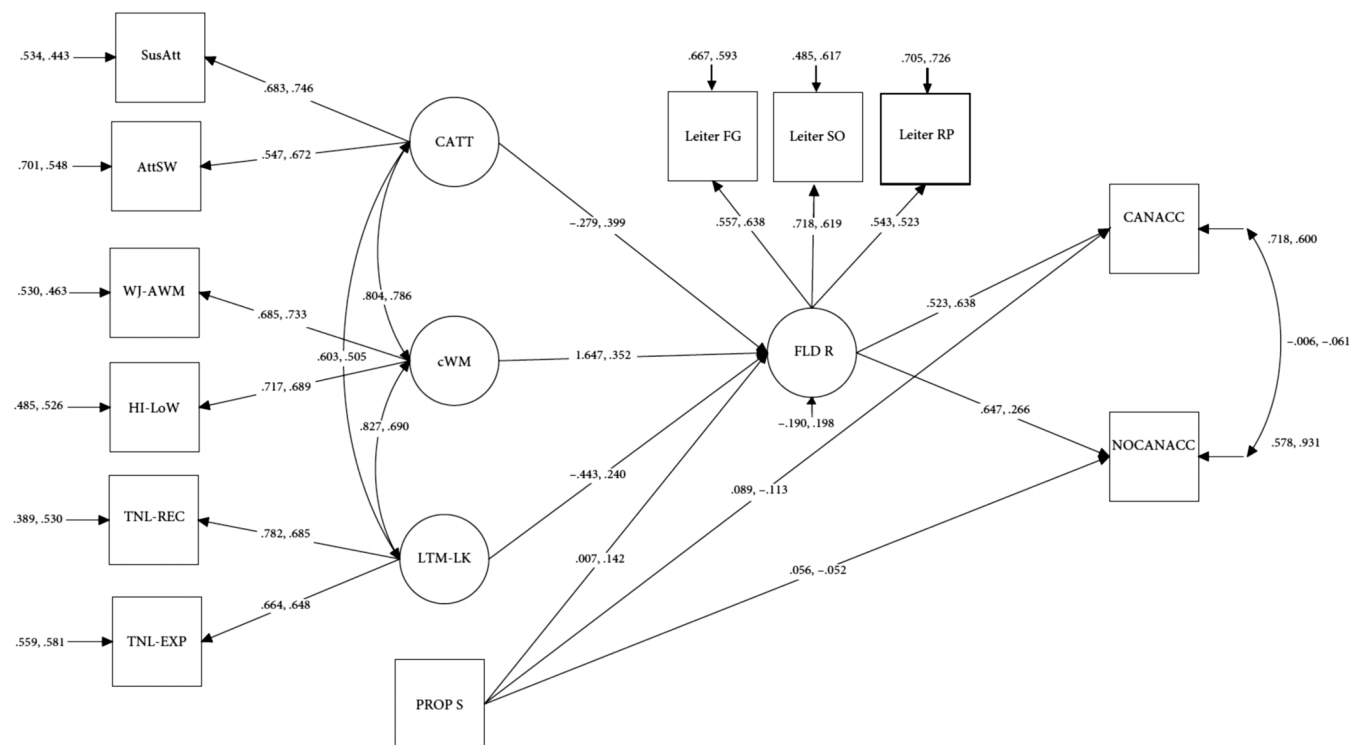 .534, .443
SusAtt
.683, .746
.701, .548
AttSW
.547, .672
CATT
.667, .593
.485, .617
.705, .726
Leiter FG
Leiter SO
Leiter RP
.557, .638
.718, .619
.543, .523
−.279, .399
.530, .463
WJ-AWM
.685, .733
.804, .786
.603, .505
cWM
1.647, .352
FLD R
−.190, .198
.485, .526
HI-LoW
.717, .689
.827, .690
CANACC
.718, .600
.523, .638
−.006, −.061
.647, .266
NOCANACC
.578, .931
−.443, .240
.089, −.113
.389, .530
TNL-REC
.782, .685
LTM-LK
.007, .142
.056, −.052
.664, .648
.559, .581
TNL-EXP
PROP S